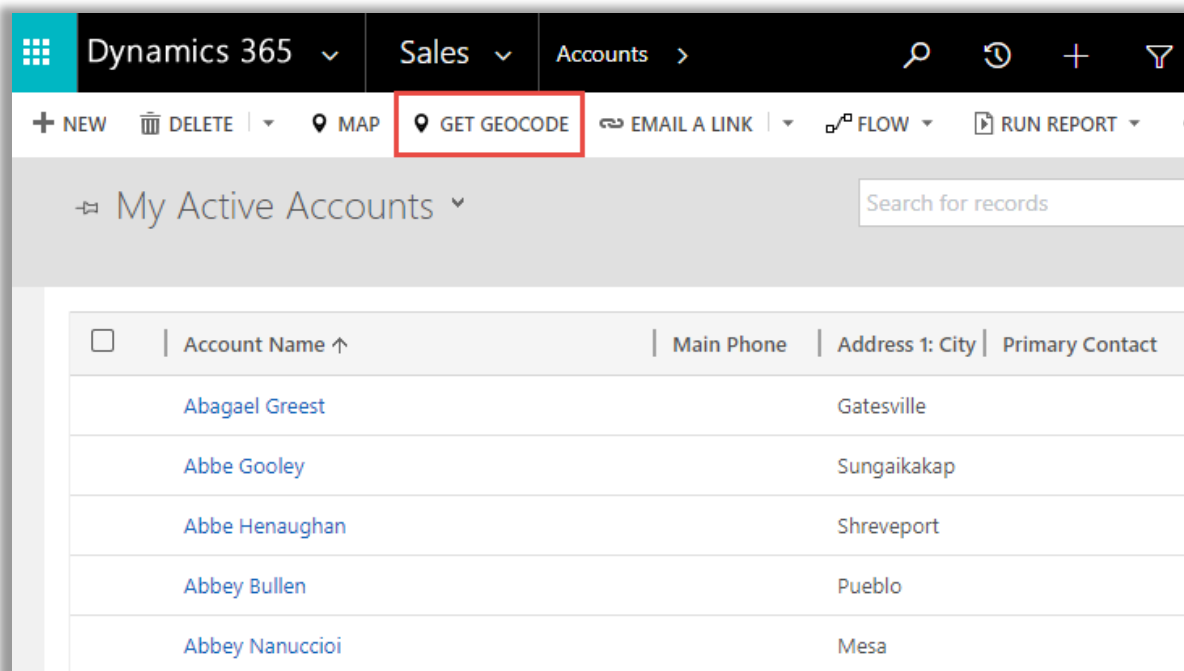 Dynamics 365 Sales Accounts
NEW DELETE MAP GET GEOCODE EMAIL A LINK FLOW RUN REPORT
My Active Accounts Search for records
Account Name Main Phone Address 1: City Primary Contact
Abagael Greest Gatesville
Abbe Gooley Sungaikakap
Abbe Henaughan Shreveport
Abbey Bullen Pueblo
Abbey Nanuccioi Mesa